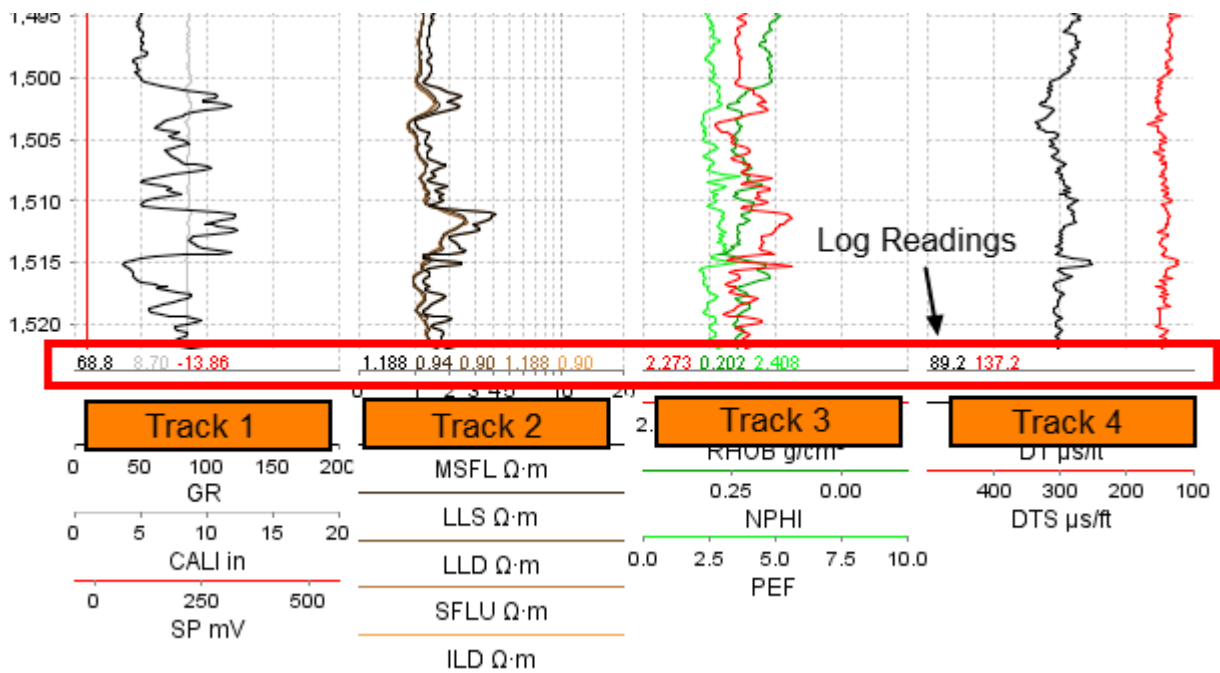 1,495
1,500
1,505
1,510
1,515
1,520
Log Readings
68.8 8.70 -13.86
1.188 0.94 0.90 1.188 0.90
2.273 0.202 2.408
89.2 137.2
Track 1
0 50 100 150 200
GR
0 5 10 15 20
CALI in
0 250 500
SP mV
0 1 2 3 4 5 10 20
Track 2
MSFL Ω·m
LLS Ω·m
LLD Ω·m
SFLU Ω·m
ILD Ω·m
Track 3
2.
RHOB g/cm³
0.25 0.00
NPHI
0.0 2.5 5.0 7.5 10.0
PEF
Track 4
DT µs/ft
400 300 200 100
DTS µs/ft